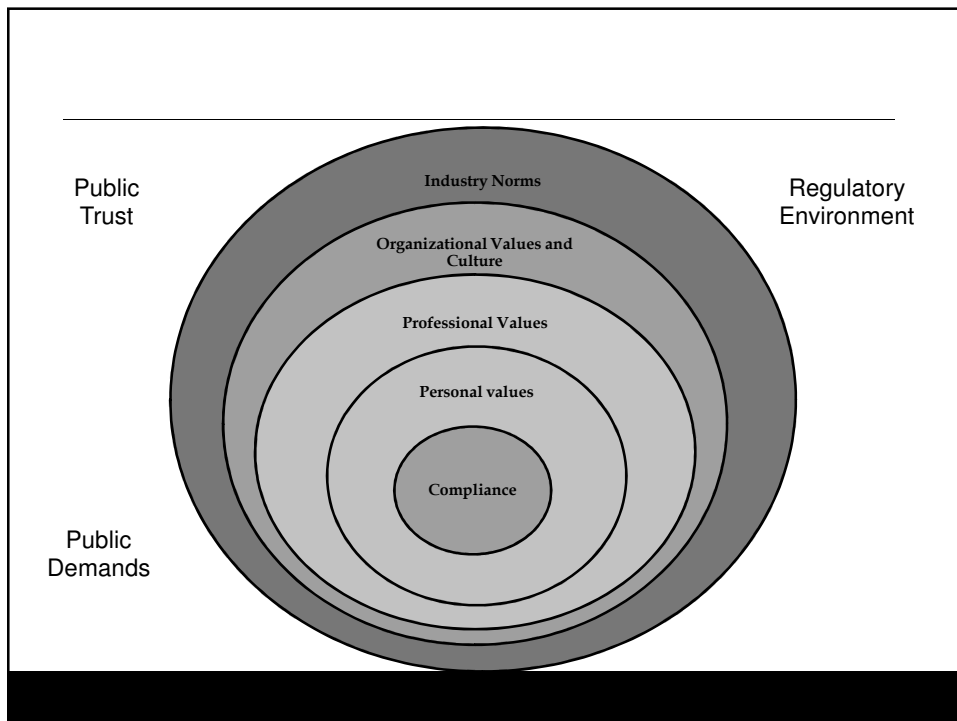 Industry Norms
Public
Trust
Regulatory
Environment
Organizational Values and
Culture
Professional Values
Personal values
Compliance
Public
Demands